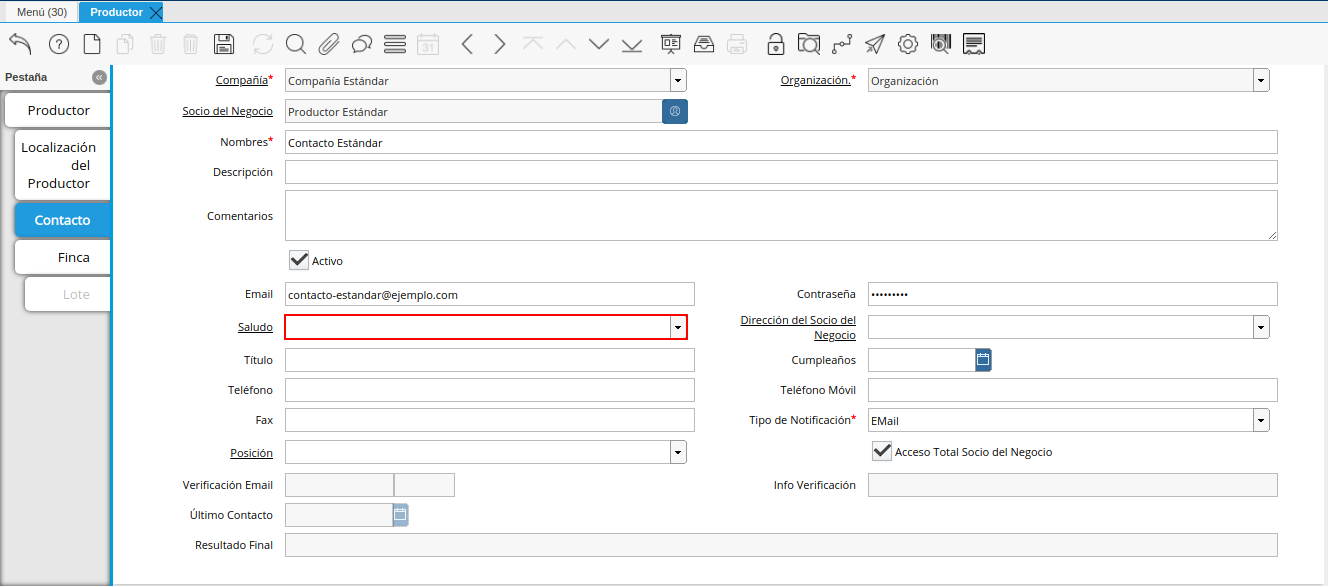 Menú (30)
Productor
31
Pestaña
Productor
Localización
del
Productor
Contacto
Finca
Lote
Compañía* Compañía Estándar
Organización.* Organización
Socio del Negocio Productor Estándar
Nombres* Contacto Estándar
Descripción
Comentarios
Activo
Email contacto-estandar@ejemplo.com
Contraseña •••••••••
Saludo
Dirección del Socio del
Negocio
Título
Cumpleaños
Teléfono
Teléfono Móvil
Fax
Tipo de Notificación* EMail
Posición
Acceso Total Socio del Negocio
Verificación Email
Info Verificación
Último Contacto
Resultado Final